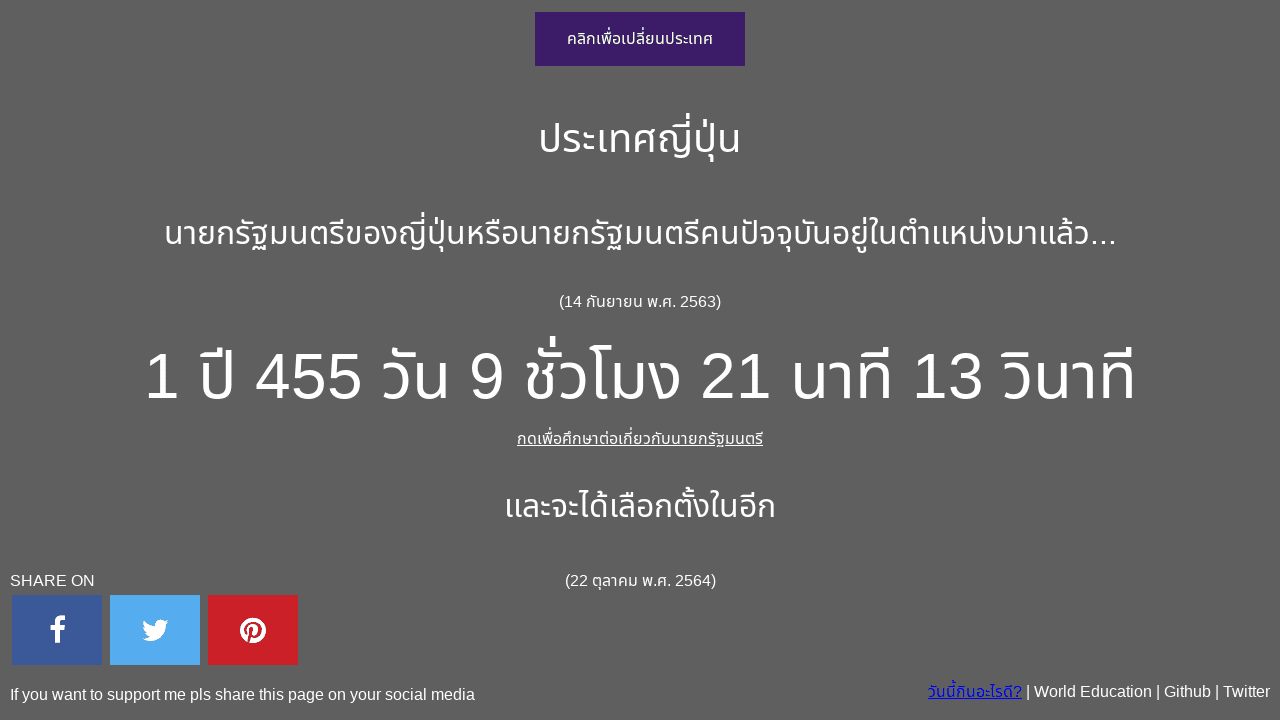 คลิกเพื่อเปลี่ยนประเทศ
ประเทศญี่ปุ่น
นายกรัฐมนตรีของญี่ปุ่นหรือนายกรัฐมนตรีคนปัจจุบันอยู่ในตำแหน่งมาแล้ว...
(14 กันยายน พ.ศ. 2563)
1 ปี 455 วัน 9 ชั่วโมง 21 นาที 13 วินาที
กดเพื่อศึกษาต่อเกี่ยวกับนายกรัฐมนตรี
และจะได้เลือกตั้งในอีก
(22 ตุลาคม พ.ศ. 2564)
SHARE ON
If you want to support me pls share this page on your social media
วันนี้กินอะไรดี? | World Education | Github | Twitter